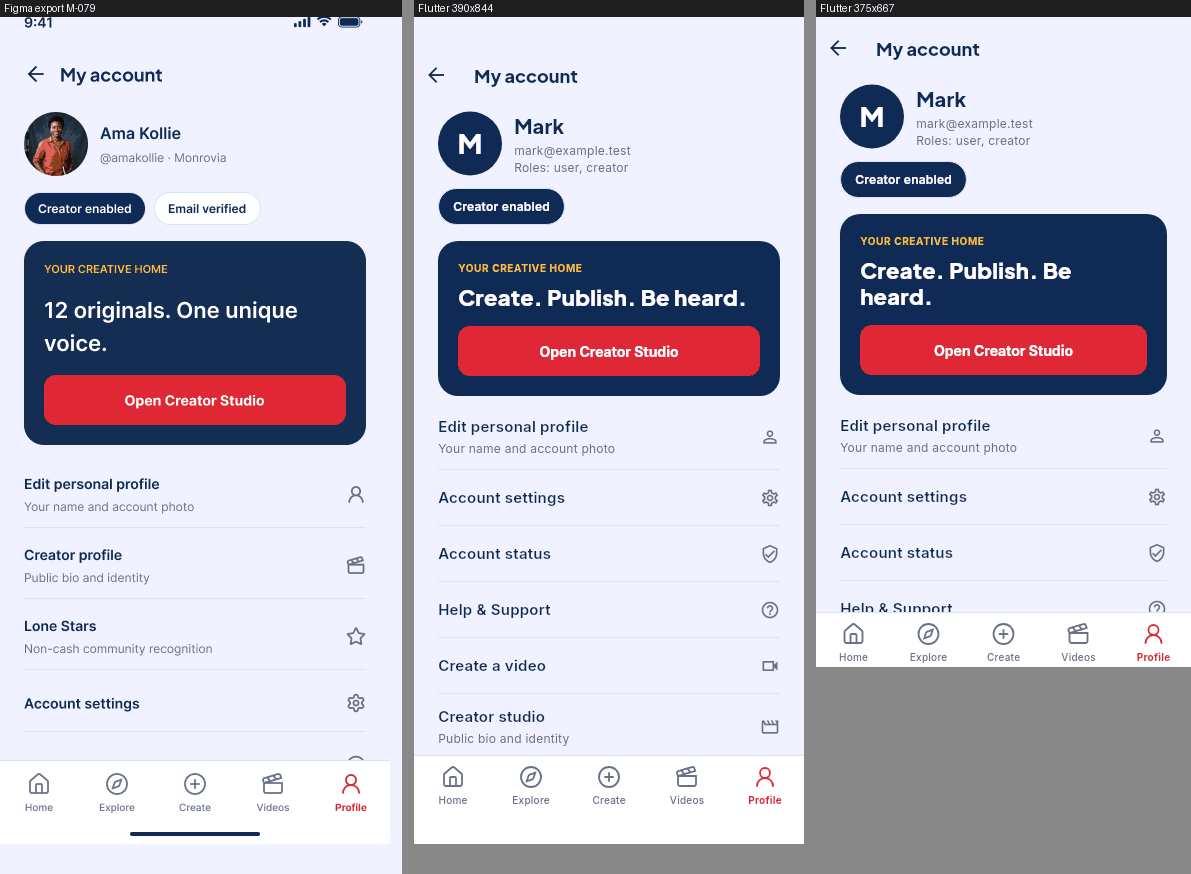 Figma export M-079
9:41
My account
Ama Kollie
@amakollie · Monrovia
Creator enabled
Email verified
YOUR CREATIVE HOME
12 originals. One unique
voice.
Open Creator Studio
Edit personal profile
Your name and account photo
Creator profile
Public bio and identity
Lone Stars
Non-cash community recognition
Account settings
Home
Explore
Create
Videos
Profile
Flutter 390x844
My account
M
Mark
mark@example.test
Roles: user, creator
Creator enabled
YOUR CREATIVE HOME
Create. Publish. Be heard.
Open Creator Studio
Edit personal profile
Your name and account photo
Account settings
Account status
Help & Support
Create a video
Creator studio
Public bio and identity
Home
Explore
Create
Videos
Profile
Flutter 375x667
My account
M
Mark
mark@example.test
Roles: user, creator
Creator enabled
YOUR CREATIVE HOME
Create. Publish. Be
heard.
Open Creator Studio
Edit personal profile
Your name and account photo
Account settings
Account status
Help & Support
Home
Explore
Create
Videos
Profile